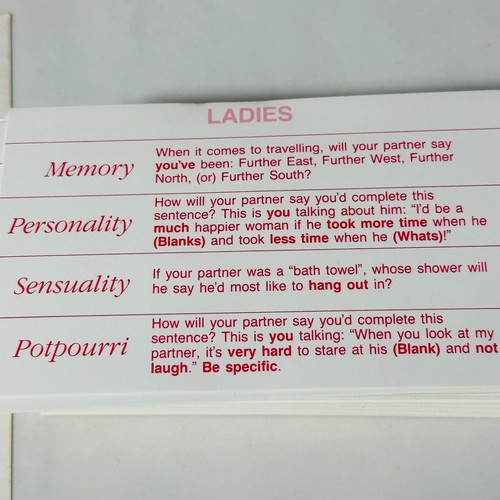 LADIES
Memory
When it comes to travelling, will your partner say
you've been: Further East, Further West, Further
North, (or) Further South?
Personality
How will your partner say you'd complete this
sentence? This is you talking about him: "I'd be a
much happier woman if he took more time when he
(Blanks) and took less time when he (Whats)!"
Sensuality
If your partner was a "bath towel", whose shower will
he say he'd most like to hang out in?
Potpourri
How will your partner say you'd complete this
sentence? This is you talking: "When you look at my
partner, it's very hard to stare at his (Blank) and not
laugh." Be specific.